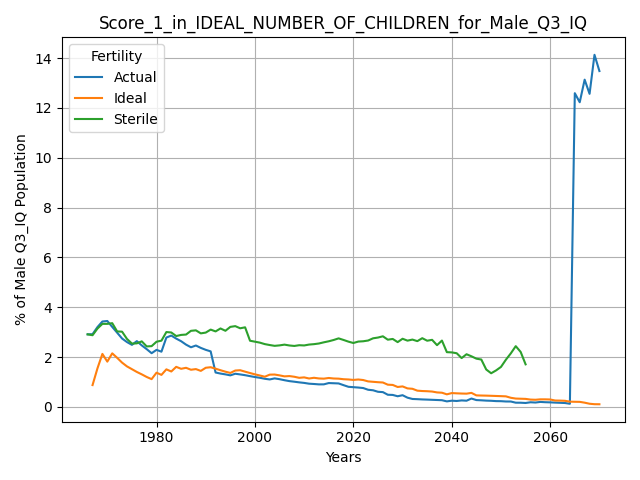 Score_1_in_IDEAL_NUMBER_OF_CHILDREN_for_Male_Q3_IQ
Fertility
Actual
Ideal
Sterile
% of Male Q3_IQ Population
14
12
10
8
6
4
2
0
1980
2000
2020
2040
2060
Years